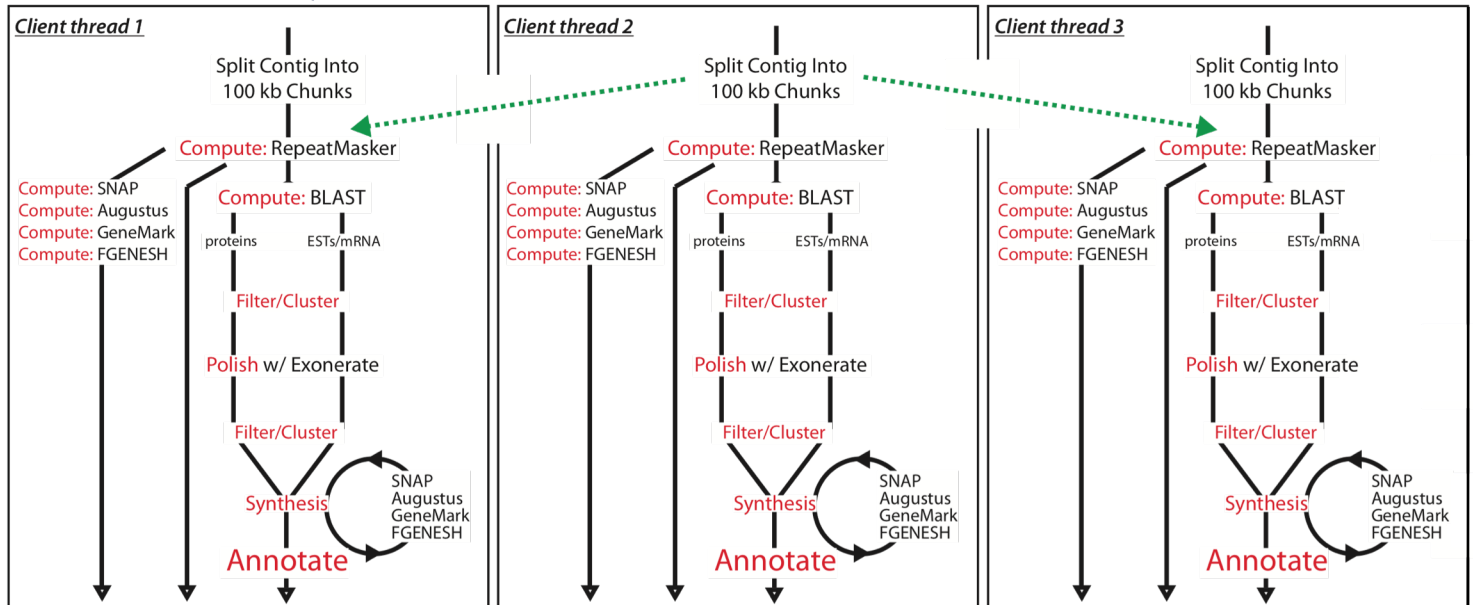 Client thread 1
Split Contig Into
100 kb Chunks
Compute: RepeatMasker
Compute: SNAP
Compute: Augustus
Compute: GeneMark
Compute: FGENESH
Compute: BLAST
proteins
ESTs/mRNA
Filter/Cluster
Polish w/ Exonerate
Filter/Cluster
Synthesis
SNAP
Augustus
GeneMark
FGENESH
Annotate
Client thread 2
Split Contig Into
100 kb Chunks
Compute: RepeatMasker
Compute: SNAP
Compute: Augustus
Compute: GeneMark
Compute: FGENESH
Compute: BLAST
proteins
ESTs/mRNA
Filter/Cluster
Polish w/ Exonerate
Filter/Cluster
Synthesis
SNAP
Augustus
GeneMark
FGENESH
Annotate
Client thread 3
Split Contig Into
100 kb Chunks
Compute: RepeatMasker
Compute: SNAP
Compute: Augustus
Compute: GeneMark
Compute: FGENESH
Compute: BLAST
proteins
ESTs/mRNA
Filter/Cluster
Polish w/ Exonerate
Filter/Cluster
Synthesis
SNAP
Augustus
GeneMark
FGENESH
Annotate